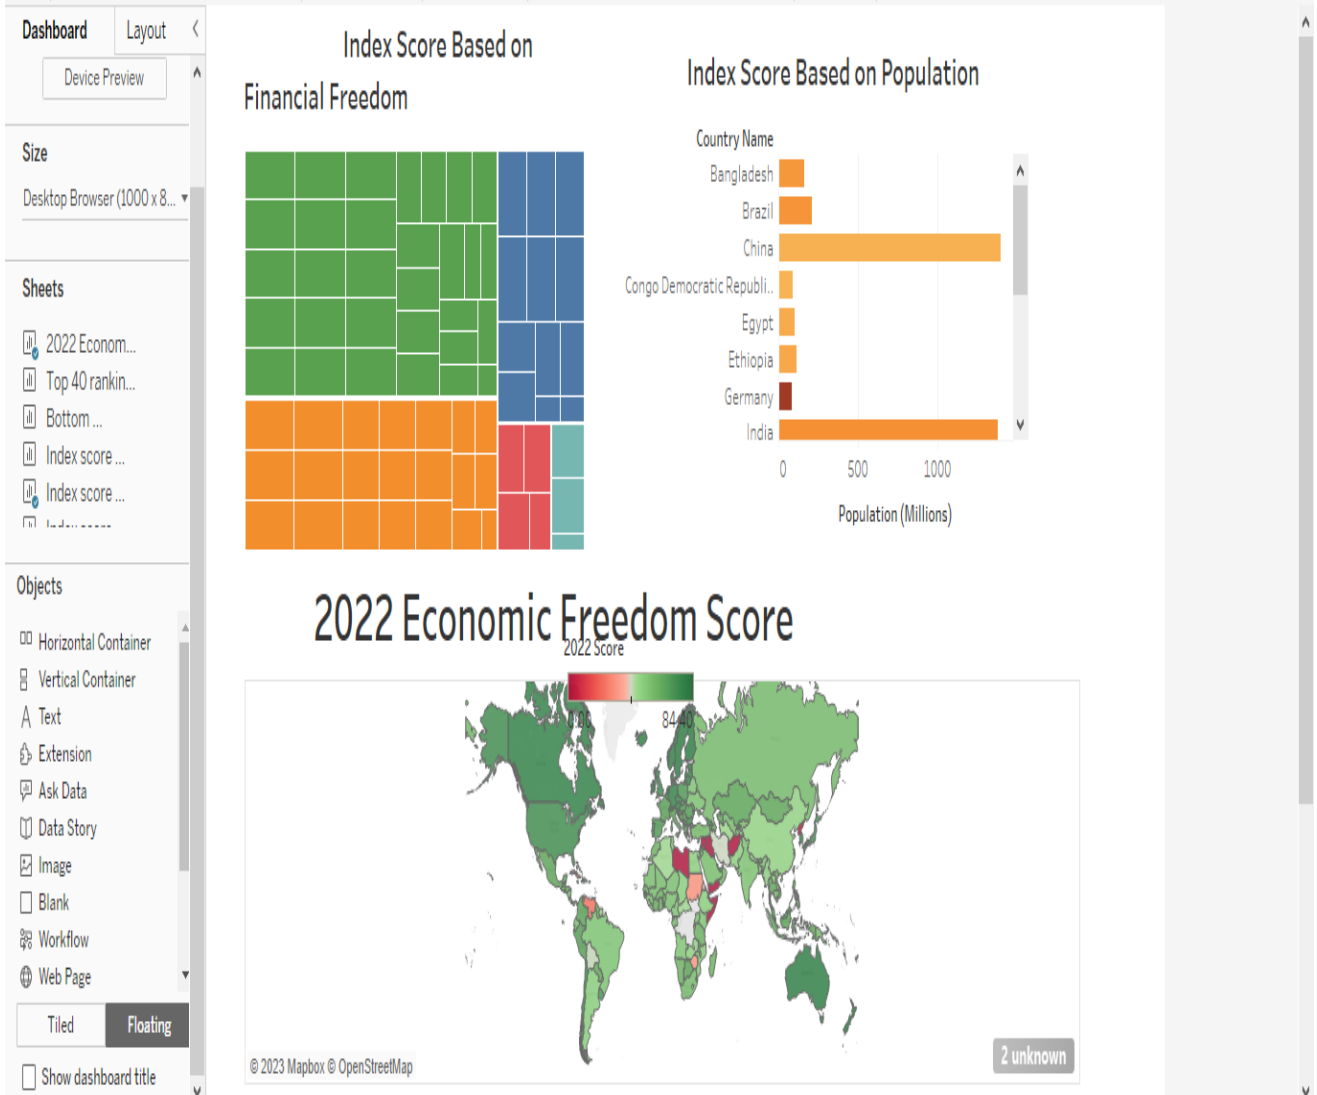 Dashboard
Layout
Device Preview
Size
Desktop Browser (1000 x 8...
Sheets
2022 Econom...
Top 40 rankin...
Bottom ...
Index score ...
Index score ...
Objects
Horizontal Container
Vertical Container
Text
Extension
Ask Data
Data Story
Image
Blank
Workflow
Web Page
Tiled
Floating
Show dashboard title
Index Score Based on
Financial Freedom
Index Score Based on Population
Country Name
Bangladesh
Brazil
China
Congo Democratic Republi..
Egypt
Ethiopia
Germany
India
0
500
1000
Population (Millions)
2022 Economic Freedom Score
2022 Score
0.00
84.40
© 2023 Mapbox © OpenStreetMap
2 unknown